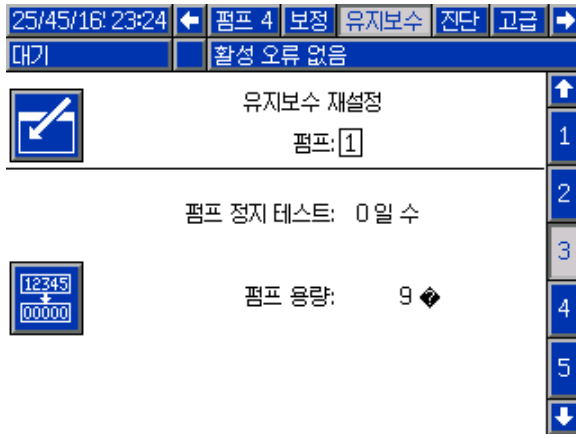 25/45/16' 23:24 펌프 4 보정 유지보수 진단 고급
대기 활성 오류 없음
유지보수 재설정
펌프: 1
1
펌프 정지 테스트: 0 일 수
2
3
12345
00000
펌프 용량: 9 �
4
5